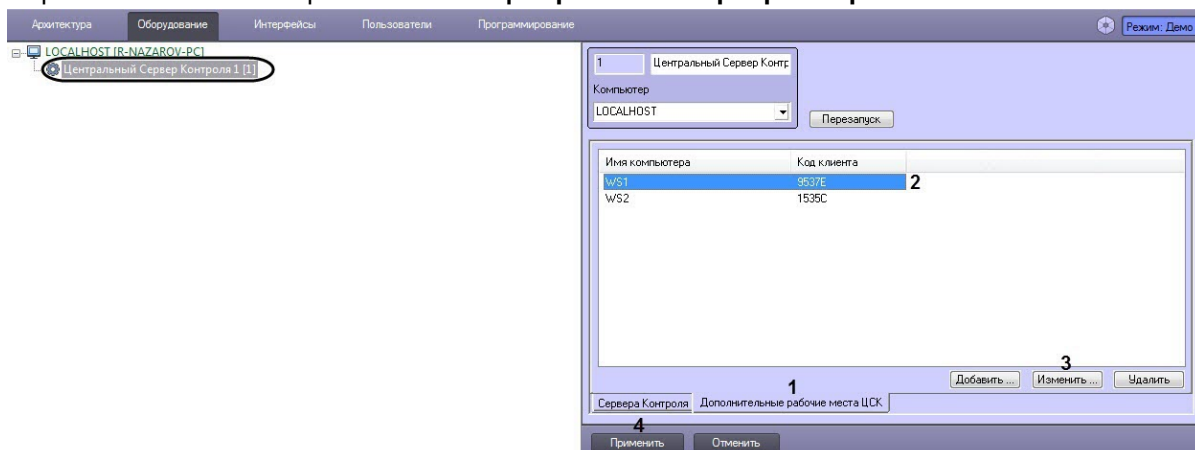 Архитектура Оборудование Интерфейсы Пользователи Программирование Режим: Демо
LOCALHOST [R-NAZAROV-PC]
Центральный Сервер Контроля 1 [1]
1 Центральный Сервер Контр
Компьютер
LOCALHOST Перезапуск
Имя компьютера Код клиента
WS1 9537E 2
WS2 1535C
3
Добавить ... Изменить ... Удалить
1
Сервера Контроля Дополнительные рабочие места ЦСК
4
Применить Отменить